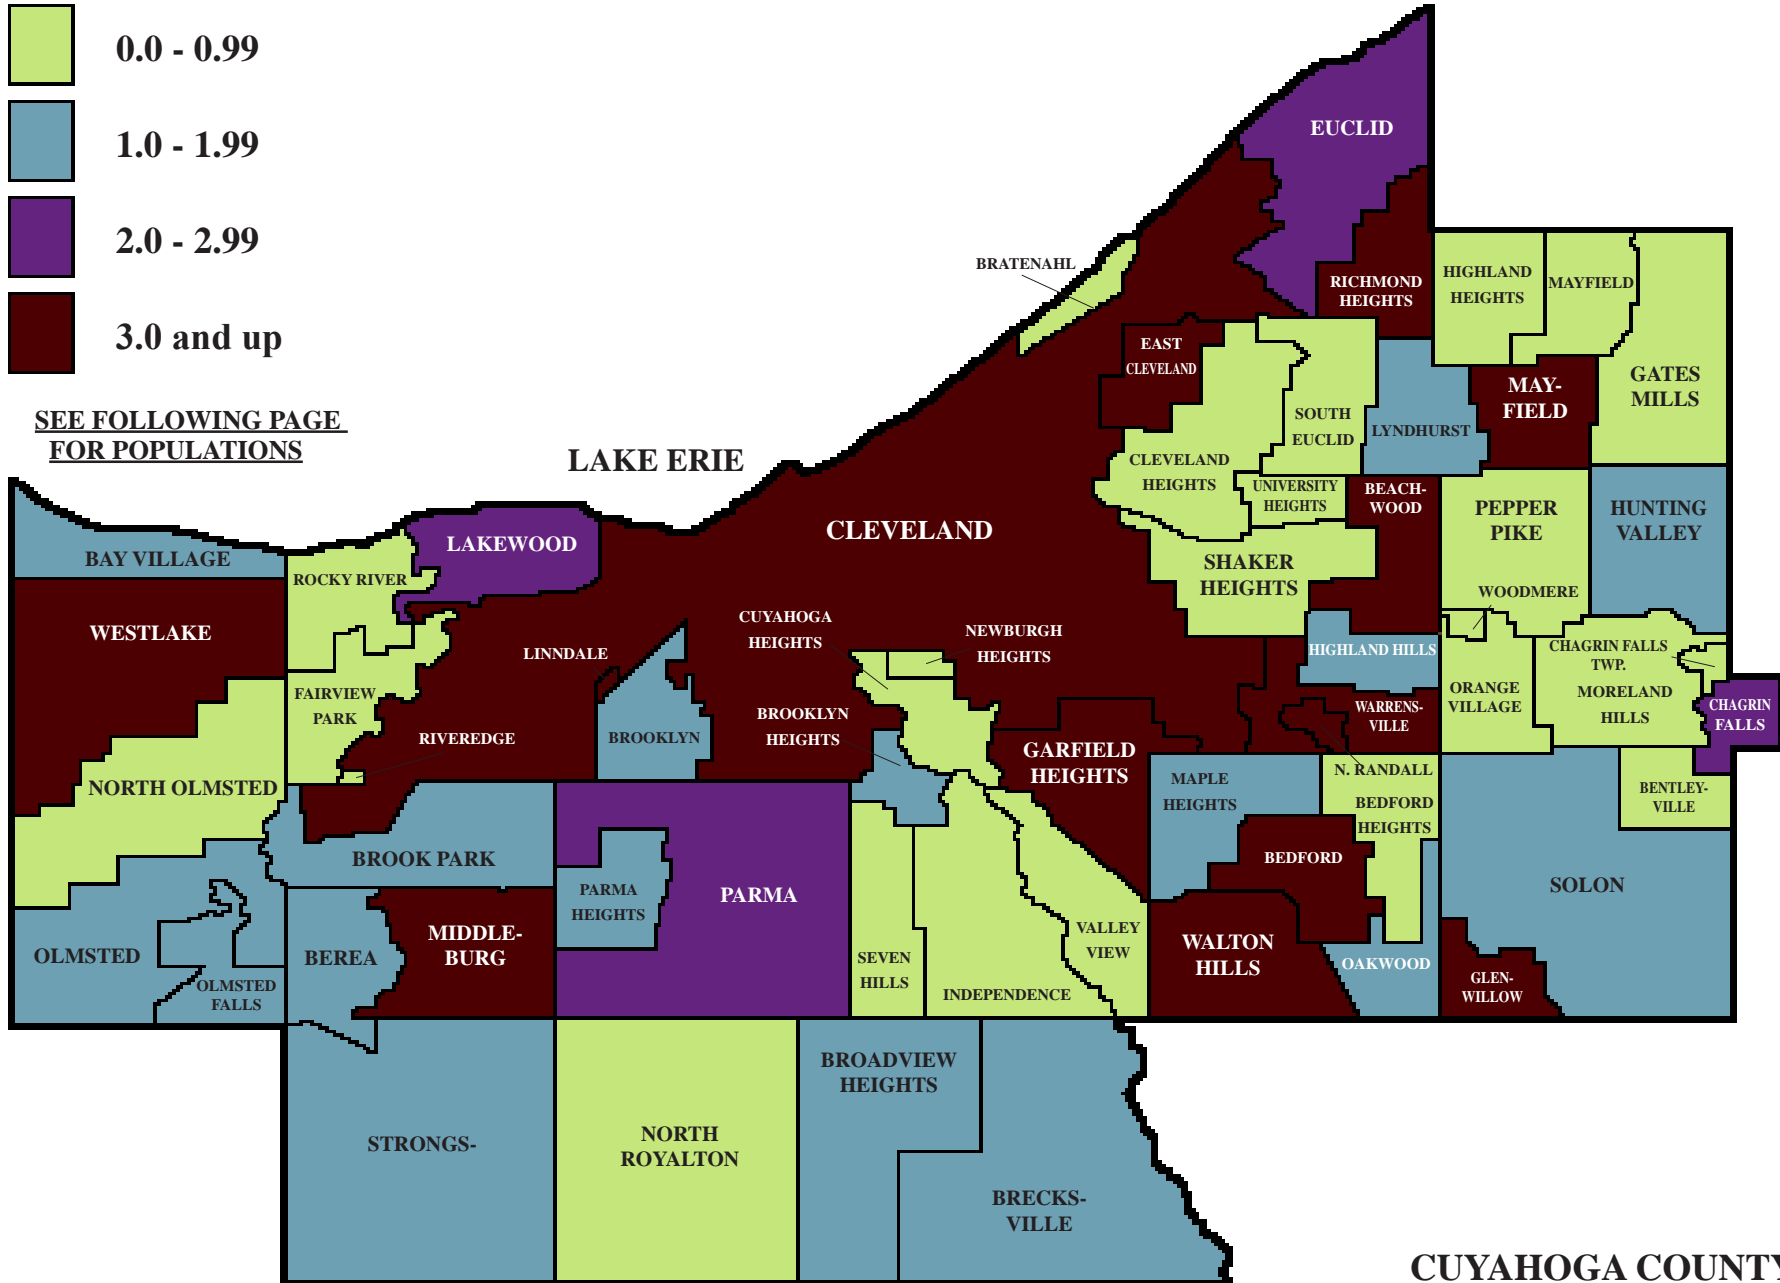 0.0 - 0.99
1.0 - 1.99
2.0 - 2.99
3.0 and up
SEE FOLLOWING PAGE
FOR POPULATIONS
LAKE ERIE
EUCLID
BRATENAHL
RICHMOND
HEIGHTS
HIGHLAND
HEIGHTS
MAYFIELD
EAST
CLEVELAND
MAY-
FIELD
GATES
MILLS
SOUTH
EUCLID
LYNDHURST
CLEVELAND
HEIGHTS
UNIVERSITY
HEIGHTS
BEACH-
WOOD
PEPPER
PIKE
HUNTING
VALLEY
CLEVELAND
LAKEWOOD
BAY VILLAGE
ROCKY RIVER
SHAKER
HEIGHTS
WOODMERE
WESTLAKE
CUYAHOGA
HEIGHTS
NEWBURGH
HEIGHTS
LINNDALE
HIGHLAND HILLS
CHAGRIN FALLS
TWP.
MORELAND
HILLS
ORANGE
VILLAGE
CHAGRIN
FALLS
FAIRVIEW
PARK
BROOKLYN
HEIGHTS
WARRENS-
VILLE
RIVEREDGE
BROOKLYN
GARFIELD
HEIGHTS
N. RANDALL
NORTH OLMSTED
MAPLE
HEIGHTS
BEDFORD
HEIGHTS
BENTLEY-
VILLE
BROOK PARK
BEDFORD
PARMA
HEIGHTS
PARMA
SOLON
OLMSTED
BEREA
MIDDLE-
BURG
SEVEN
HILLS
VALLEY
VIEW
WALTON
HILLS
OAKWOOD
OLMSTED
FALLS
INDEPENDENCE
GLEN-
WILLOW
BROADVIEW
HEIGHTS
STRONGS-
NORTH
ROYALTON
BRECKS-
VILLE
CUYAHOGA COUNTY